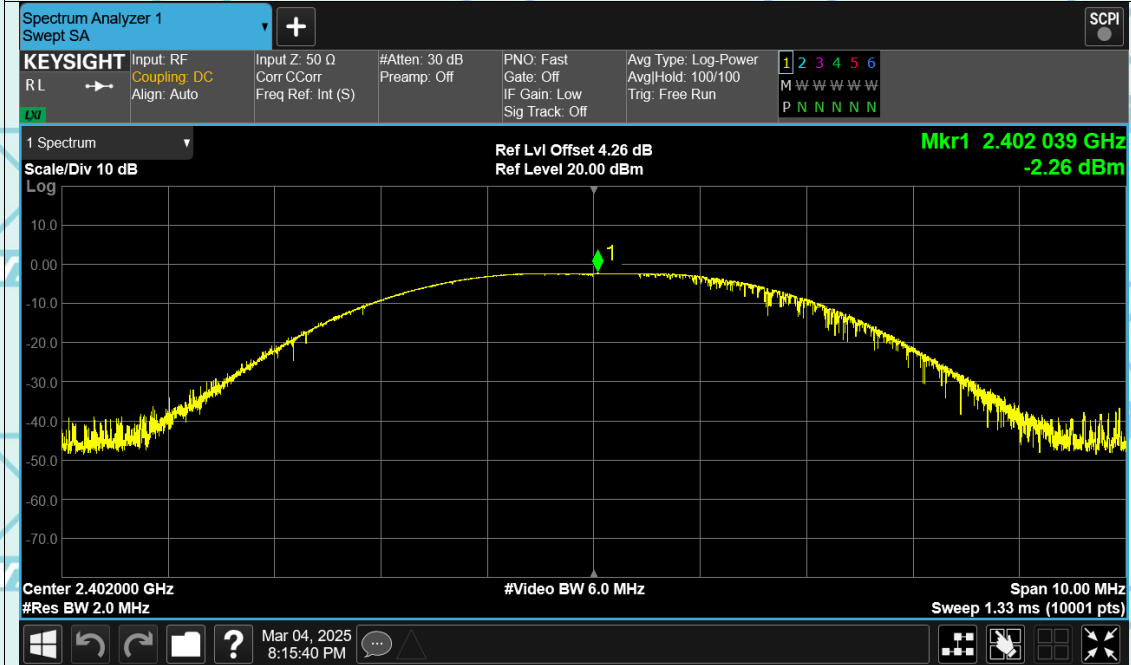 Spectrum Analyzer 1
Swept SA
+
SCPI
KEYSIGHT
R L
LXI
Input: RF
Coupling: DC
Align: Auto
Input Z: 50 Ω
Corr CCorr
Freq Ref: Int (S)
#Atten: 30 dB
Preamp: Off
PNO: Fast
Gate: Off
IF Gain: Low
Sig Track: Off
Avg Type: Log-Power
Avg|Hold: 100/100
Trig: Free Run
1 2 3 4 5 6
M W W W W W
P N N N N N
1 Spectrum
Scale/Div 10 dB
Ref Lvl Offset 4.26 dB
Ref Level 20.00 dBm
Mkr1 2.402 039 GHz
-2.26 dBm
Log
10.0
0.00
-10.0
-20.0
-30.0
-40.0
-50.0
-60.0
-70.0
1
Center 2.402000 GHz
#Res BW 2.0 MHz
#Video BW 6.0 MHz
Span 10.00 MHz
Sweep 1.33 ms (10001 pts)
?
Mar 04, 2025
8:15:40 PM